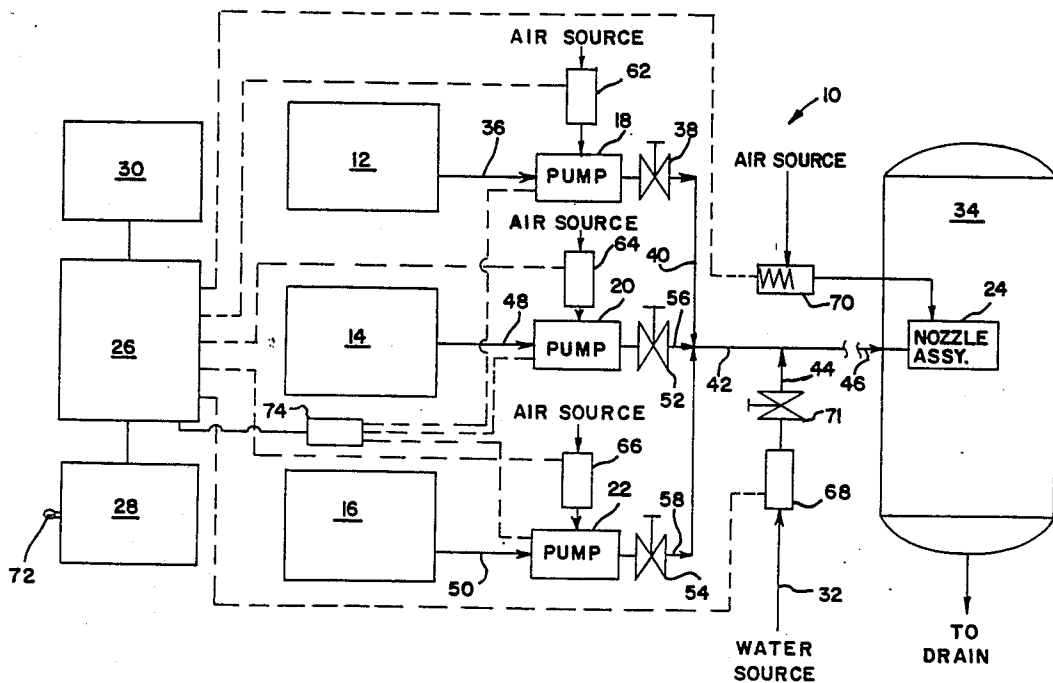 AIR SOURCE
62
10
30
12
36
18
38
PUMP
AIR SOURCE
AIR SOURCE
34
64
40
26
14
48
20
56
70
24
PUMP
NOZZLE
ASSY.
42
44
46
52
74
AIR SOURCE
71
66
28
16
22
58
68
72
PUMP
50
54
32
WATER
SOURCE
TO
DRAIN